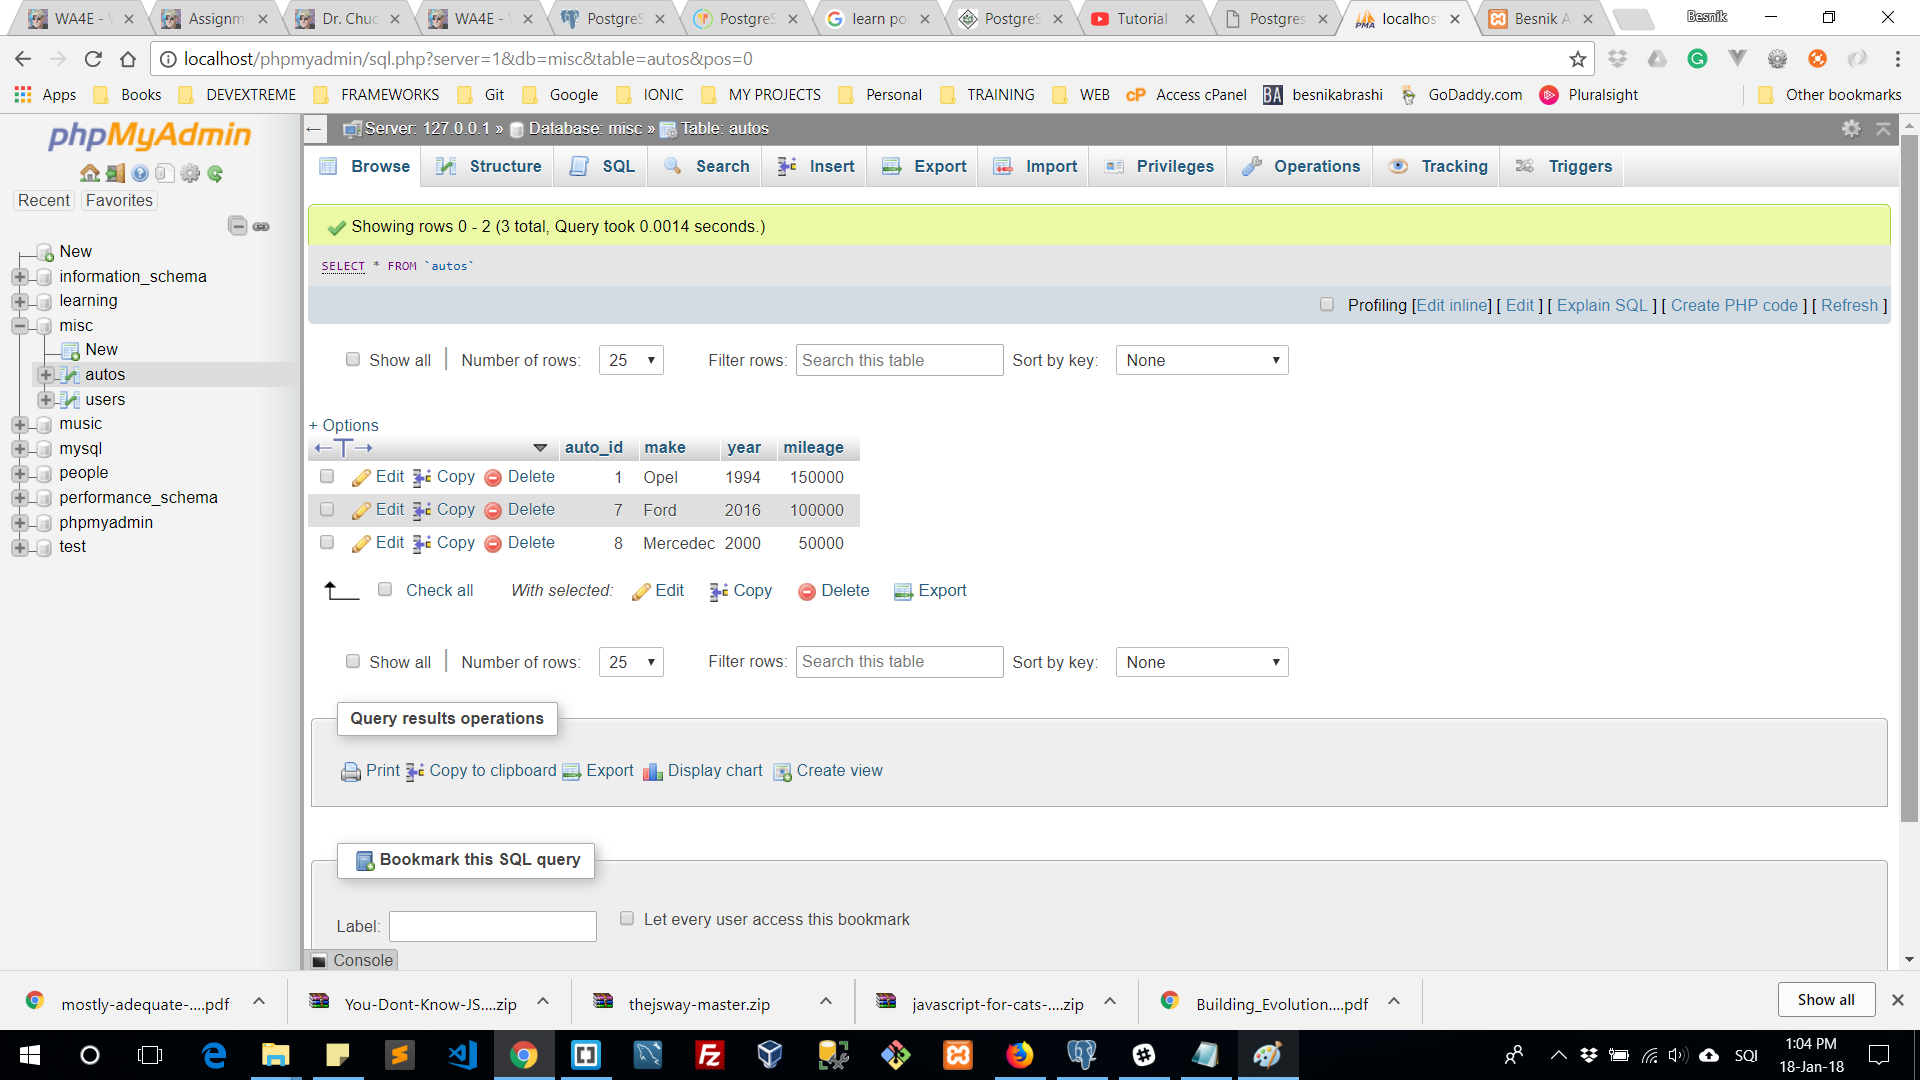 WA4E - W
Assignm
Dr. Chuc
WA4E - W
PostgreS
PostgreS
learn po
PostgreS
Tutorial
Postgres
localhos
Besnik A
Besnik
localhost/phpmyadmin/sql.php?server=1&db=misc&table=autos&pos=0
Apps Books DEVEXTREME FRAMEWORKS Git Google IONIC MY PROJECTS Personal TRAINING WEB cP Access cPanel BA besnikabrashi GoDaddy.com Pluralsight Other bookmarks
phpMyAdmin
Recent Favorites
New
information_schema
learning
misc
New
autos
users
music
mysql
people
performance_schema
phpmyadmin
test
Server: 127.0.0.1 » Database: misc » Table: autos
Browse Structure SQL Search Insert Export Import Privileges Operations Tracking Triggers
Showing rows 0 - 2 (3 total, Query took 0.0014 seconds.)
SELECT * FROM `autos`
Profiling [Edit inline] [ Edit ] [ Explain SQL ] [ Create PHP code ] [ Refresh ]
Show all | Number of rows: 25 Filter rows: Search this table Sort by key: None
+ Options
←T→ auto_id make year mileage
Edit Copy Delete 1 Opel 1994 150000
Edit Copy Delete 7 Ford 2016 100000
Edit Copy Delete 8 Mercedec 2000 50000
Check all With selected: Edit Copy Delete Export
Show all | Number of rows: 25 Filter rows: Search this table Sort by key: None
Query results operations
Print Copy to clipboard Export Display chart Create view
Bookmark this SQL query
Label: Let every user access this bookmark
Console
mostly-adequate-....pdf You-Dont-Know-JS....zip thejsway-master.zip javascript-for-cats-....zip Building_Evolution....pdf Show all
SQI
1:04 PM
18-Jan-18